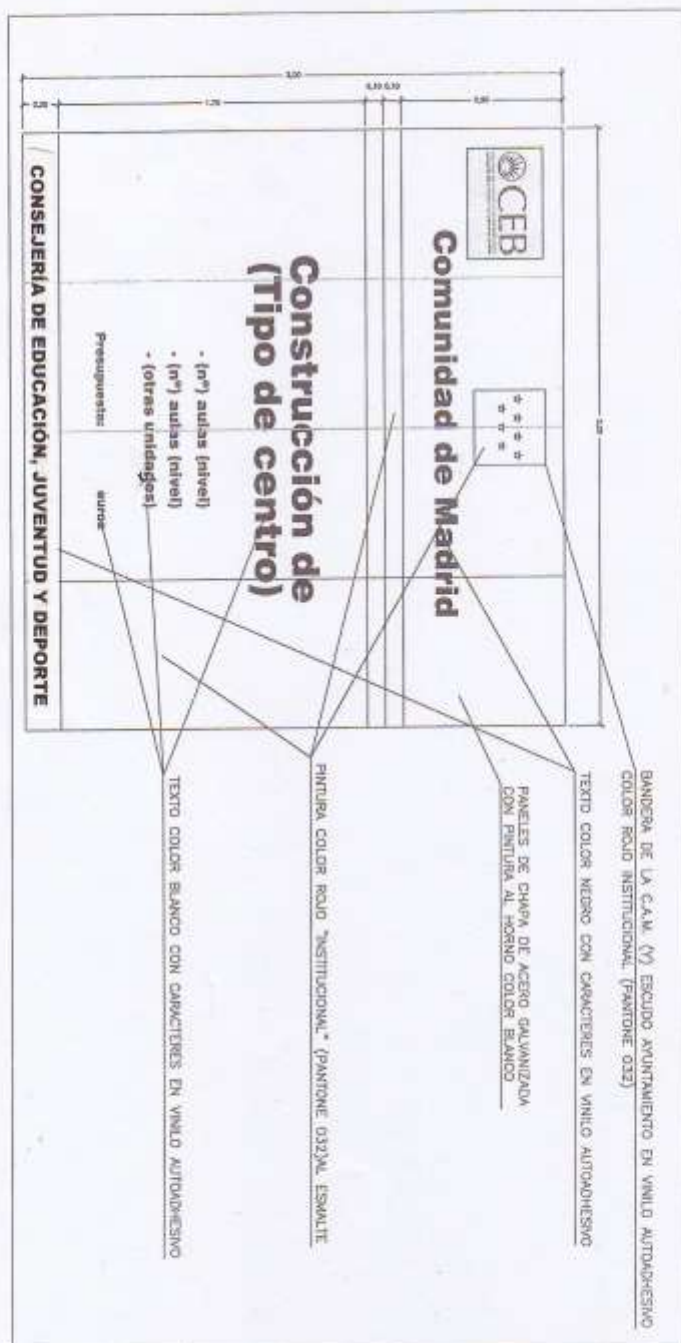 CEB
Comunidad de Madrid
Construcción de
(Tipo de centro)
- (nº) aulas (nivel)
- (nº) aulas (nivel)
- (otras unidades)
Presupuesto: euros
CONSEJERÍA DE EDUCACIÓN, JUVENTUD Y DEPORTE
BANDERA DE LA C.A.M. (Y) ESCUDO AYUNTAMIENTO EN VINILO AUTOADHESIVO
COLOR ROJO INSTITUCIONAL (PANTONE 032)
TEXTO COLOR NEGRO CON CARACTERES EN VINILO AUTOADHESIVO
PANELES DE CHAPA DE ACERO GALVANIZADA
CON PINTURA AL HORNO COLOR BLANCO
PINTURA COLOR ROJO "INSTITUCIONAL" (PANTONE 032)AL ESMALTE
TEXTO COLOR BLANCO CON CARACTERES EN VINILO AUTOADHESIVO